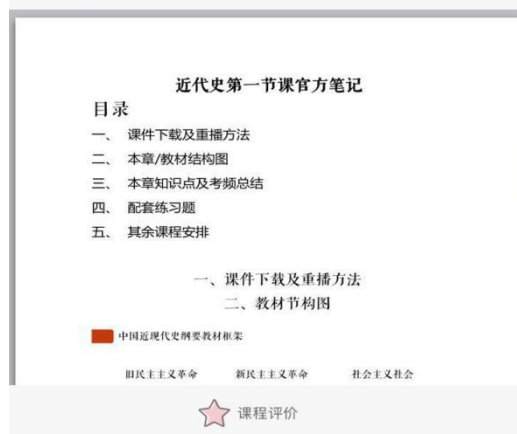 近代史第一节课官方笔记
目录
一、 课件下载及重播方法
二、 本章/教材结构图
三、 本章知识点及考频总结
四、 配套练习题
五、 其余课程安排
一、课件下载及重播方法
二、教材节构图
中国近现代史纲要教材框架
旧民主主义革命 新民主主义革命 社会主义社会
课程评价